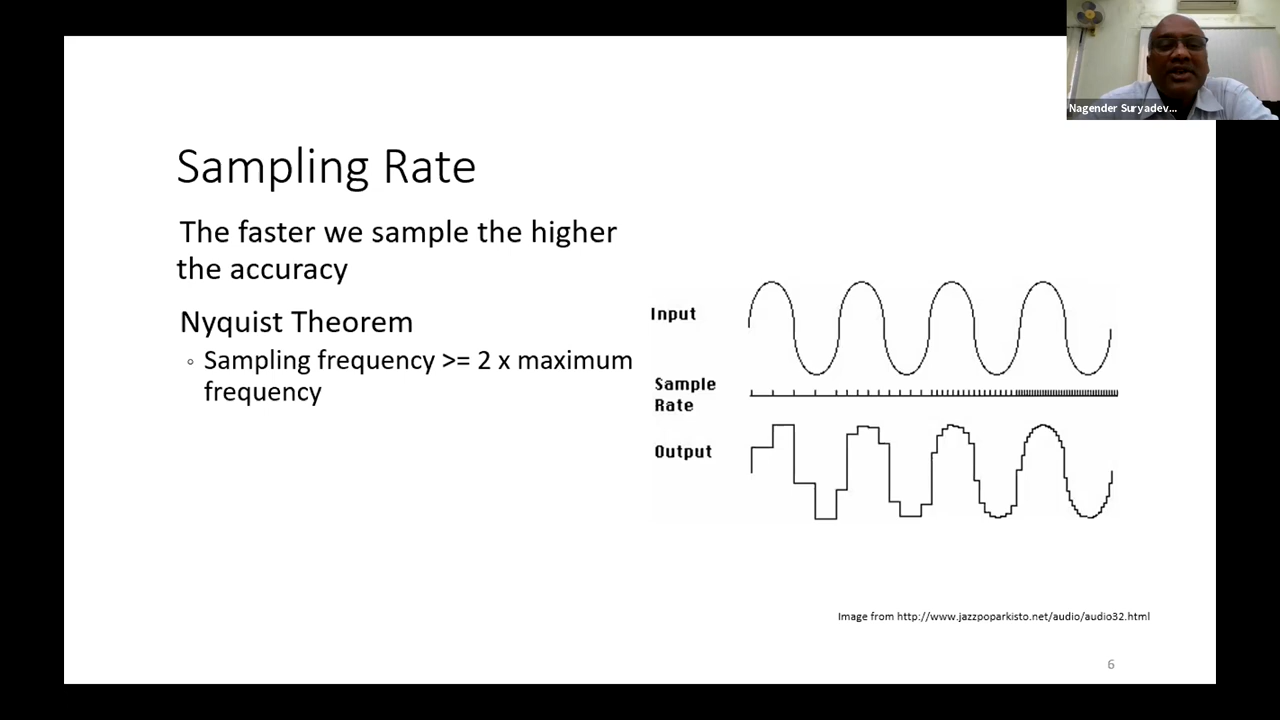 Nagender Suryadev...
Sampling Rate
The faster we sample the higher
the accuracy
Nyquist Theorem
◦ Sampling frequency >= 2 x maximum
frequency
Input
Sample
Rate
Output
Image from http://www.jazzpoparkisto.net/audio/audio32.html
6